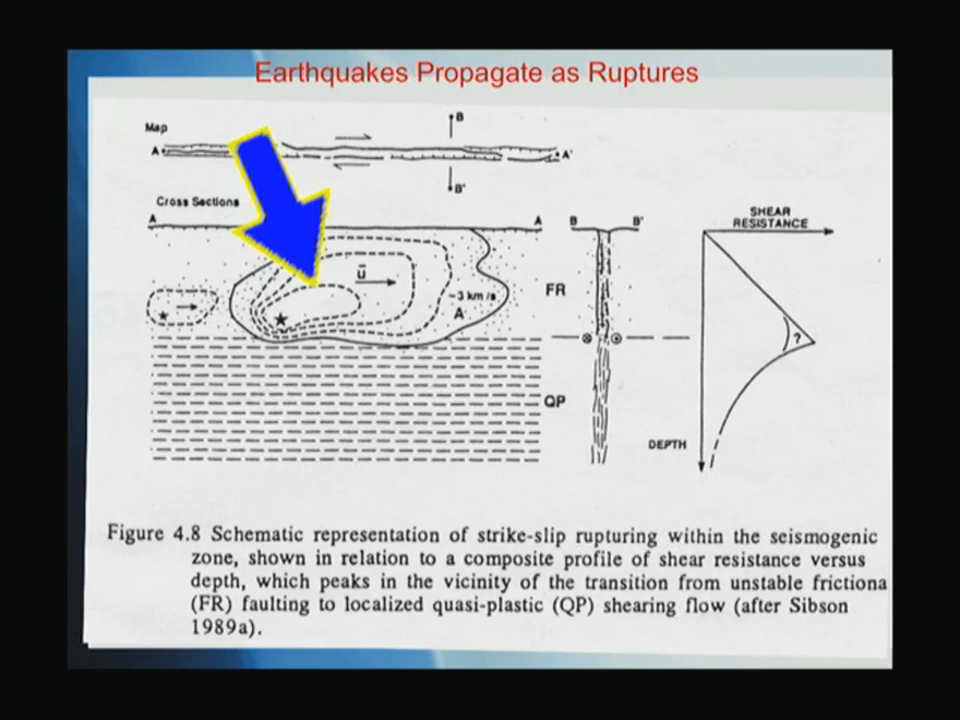 Earthquakes Propagate as Ruptures
Map
B
A
A'
B'
Cross Sections
A
A
B
B'
SHEAR
RESISTANCE
ū
~3 km/s
A
FR
?
QP
DEPTH
Figure 4.8 Schematic representation of strike-slip rupturing within the seismogenic
zone, shown in relation to a composite profile of shear resistance versus
depth, which peaks in the vicinity of the transition from unstable frictiona
(FR) faulting to localized quasi-plastic (QP) shearing flow (after Sibson
1989a).